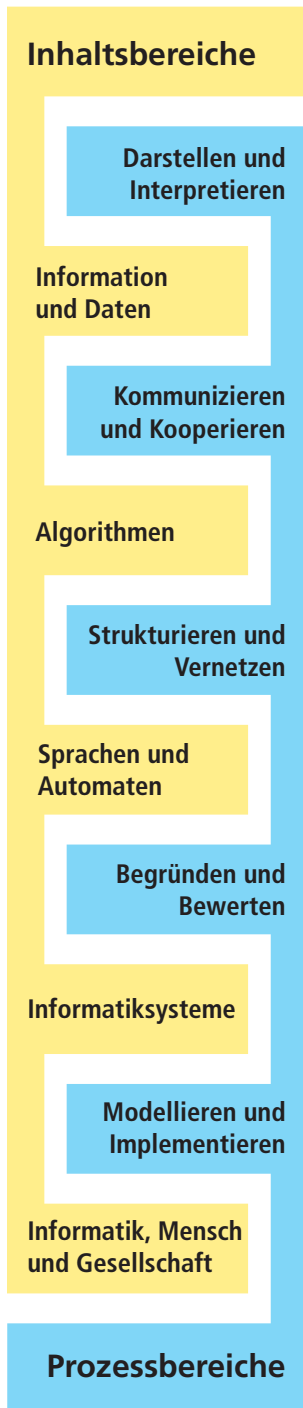 Inhaltsbereiche
Darstellen und
Interpretieren
Information
und Daten
Kommunizieren
und Kooperieren
Algorithmen
Strukturieren und
Vernetzen
Sprachen und
Automaten
Begründen und
Bewerten
Informatiksysteme
Modellieren und
Implementieren
Informatik, Mensch
und Gesellschaft
Prozessbereiche